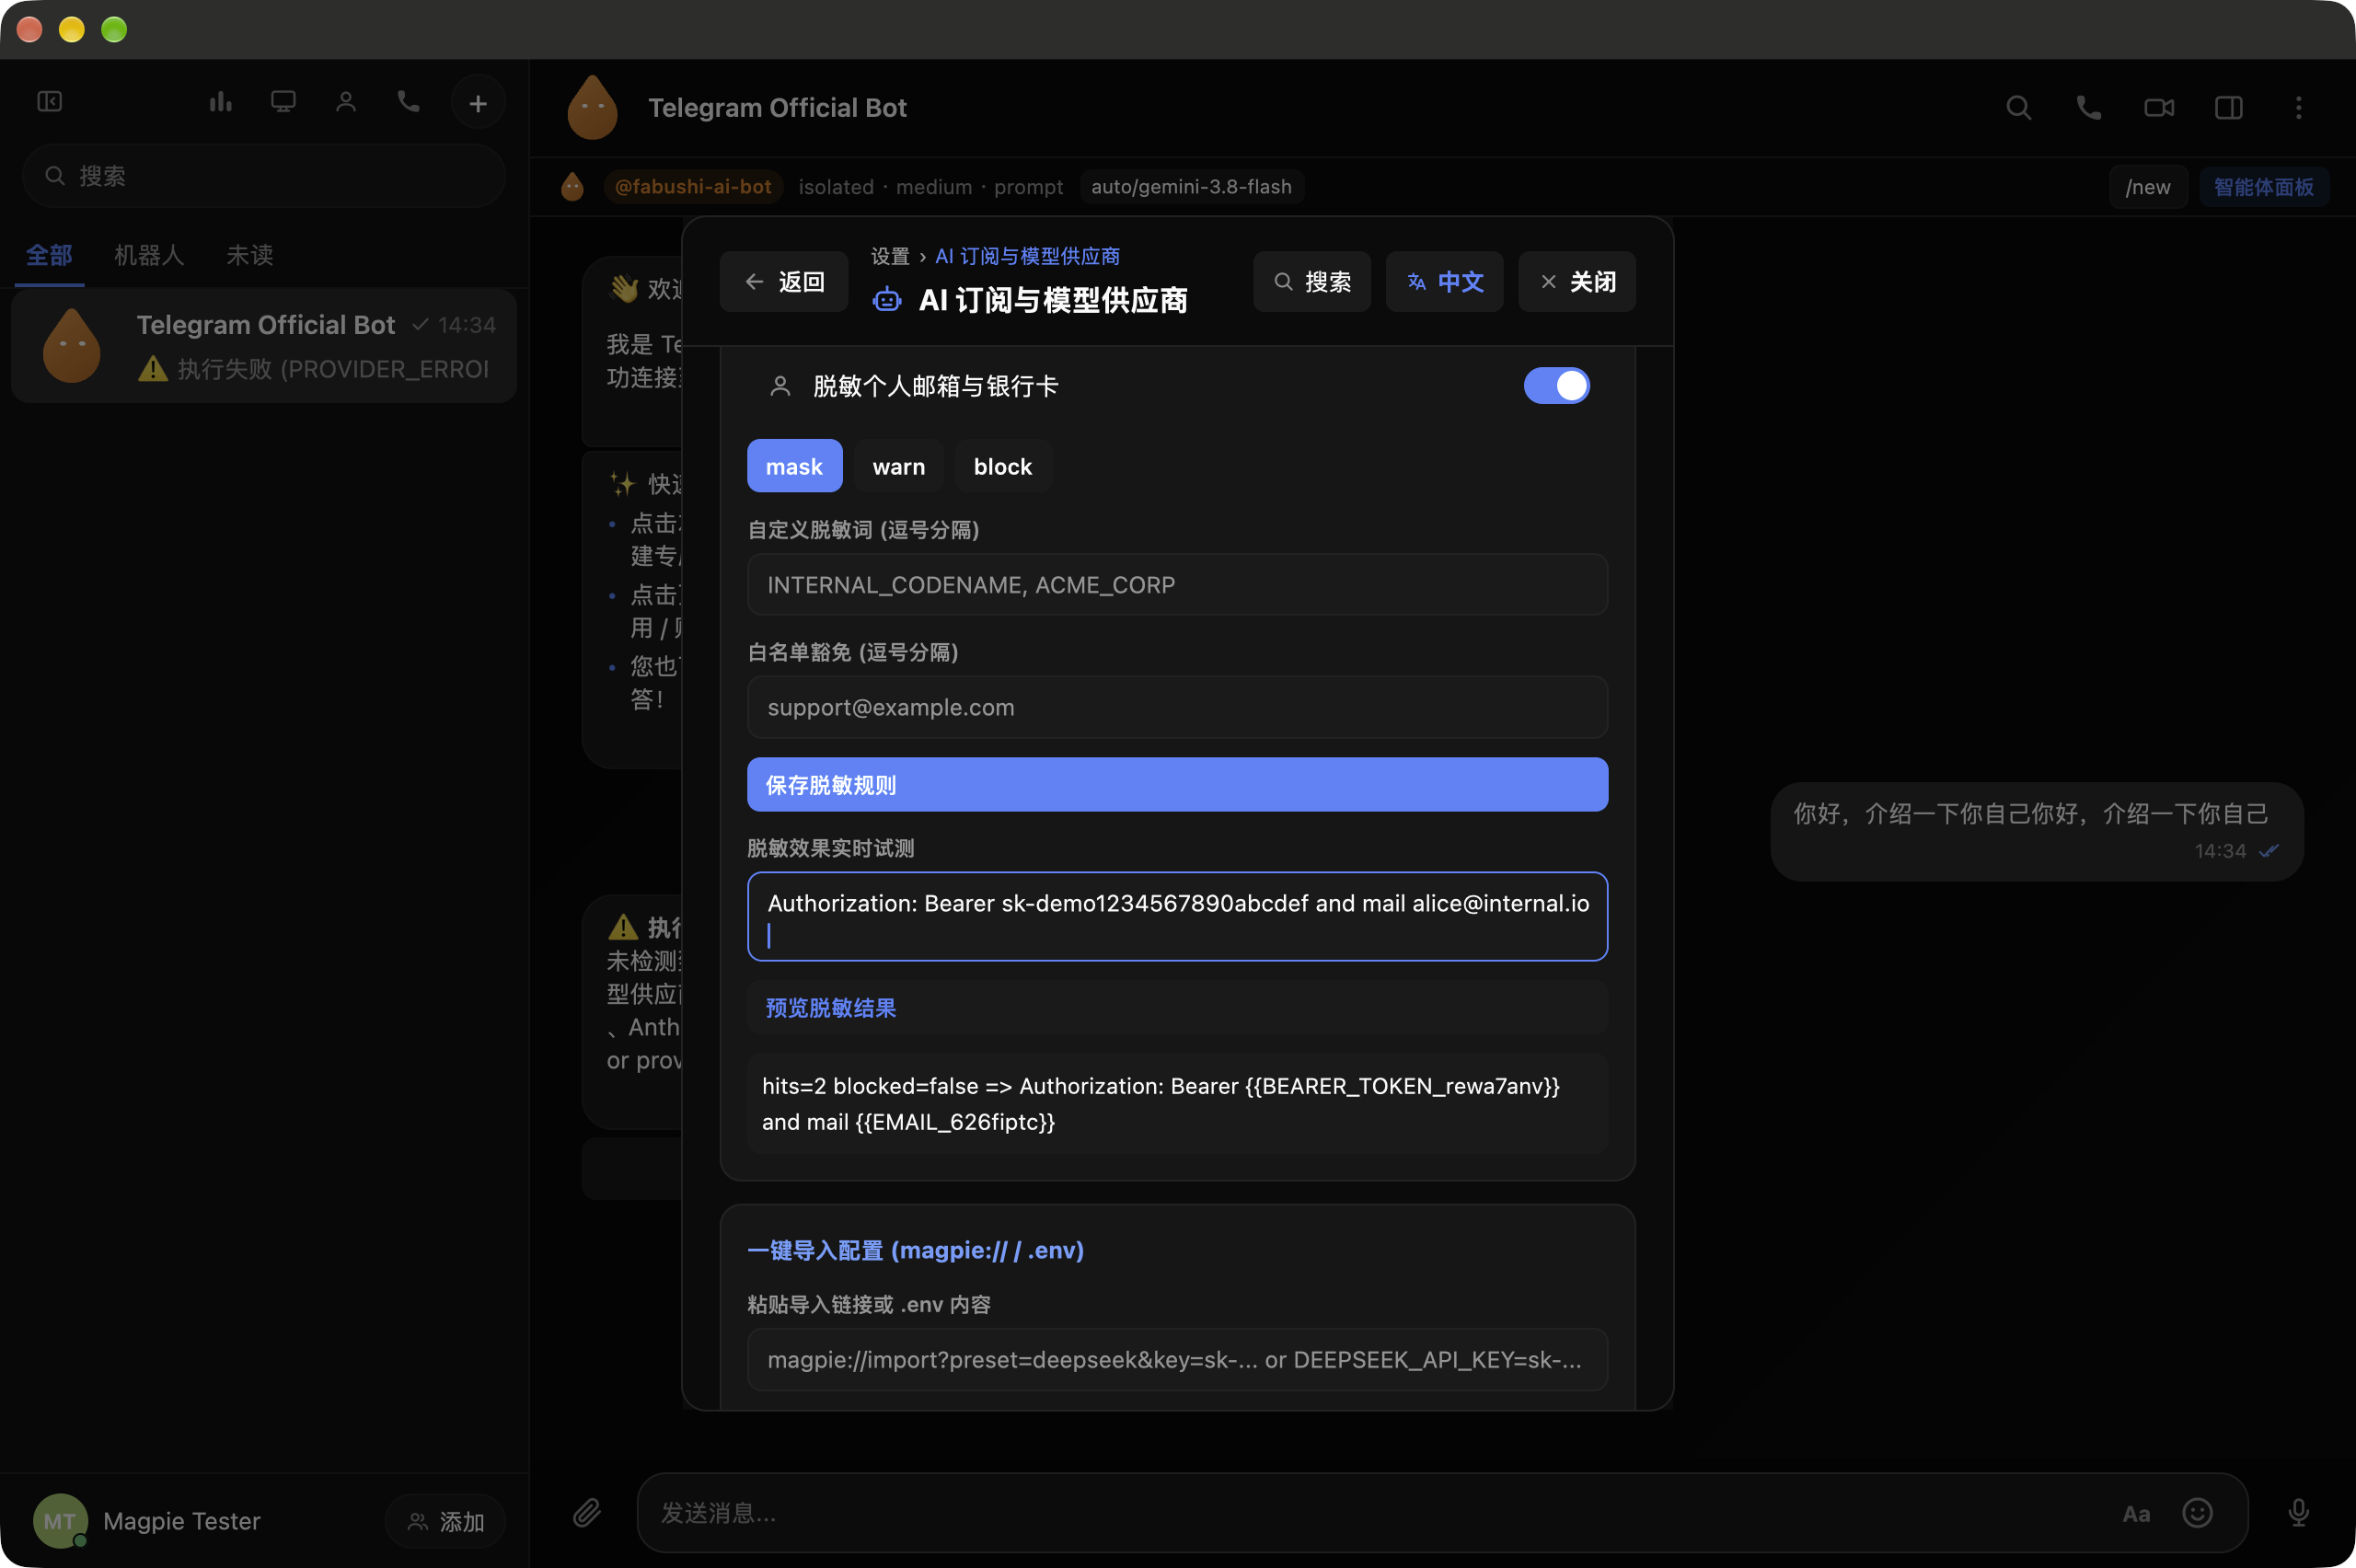 搜索
全部 机器人 未读
Telegram Official Bot 14:34
执行失败 (PROVIDER_ERRO
Magpie Tester
MT
添加
Telegram Official Bot
@fabushi-ai-bot isolated · medium · prompt auto/gemini-3.8-flash
/new 智能体面板
👋 欢
我是 Te
功连接
✨ 快
点击
建专
点击
用 /
您也
答！
你好，介绍一下你自己你好，介绍一下你自己
14:34
执
未检测
型供应
、Anth
or prov
返回
设置 › AI 订阅与模型供应商
AI 订阅与模型供应商
搜索 中文 关闭
脱敏个人邮箱与银行卡
mask warn block
自定义脱敏词 (逗号分隔)
INTERNAL_CODENAME, ACME_CORP
白名单豁免 (逗号分隔)
support@example.com
保存脱敏规则
脱敏效果实时试测
Authorization: Bearer sk-demo1234567890abcdef and mail alice@internal.io
预览脱敏结果
hits=2 blocked=false => Authorization: Bearer {{BEARER_TOKEN_rewa7anv}}
and mail {{EMAIL_626fiptc}}
一键导入配置 (magpie:// / .env)
粘贴导入链接或 .env 内容
magpie://import?preset=deepseek&key=sk-... or DEEPSEEK_API_KEY=sk-...
发送消息...
Aa